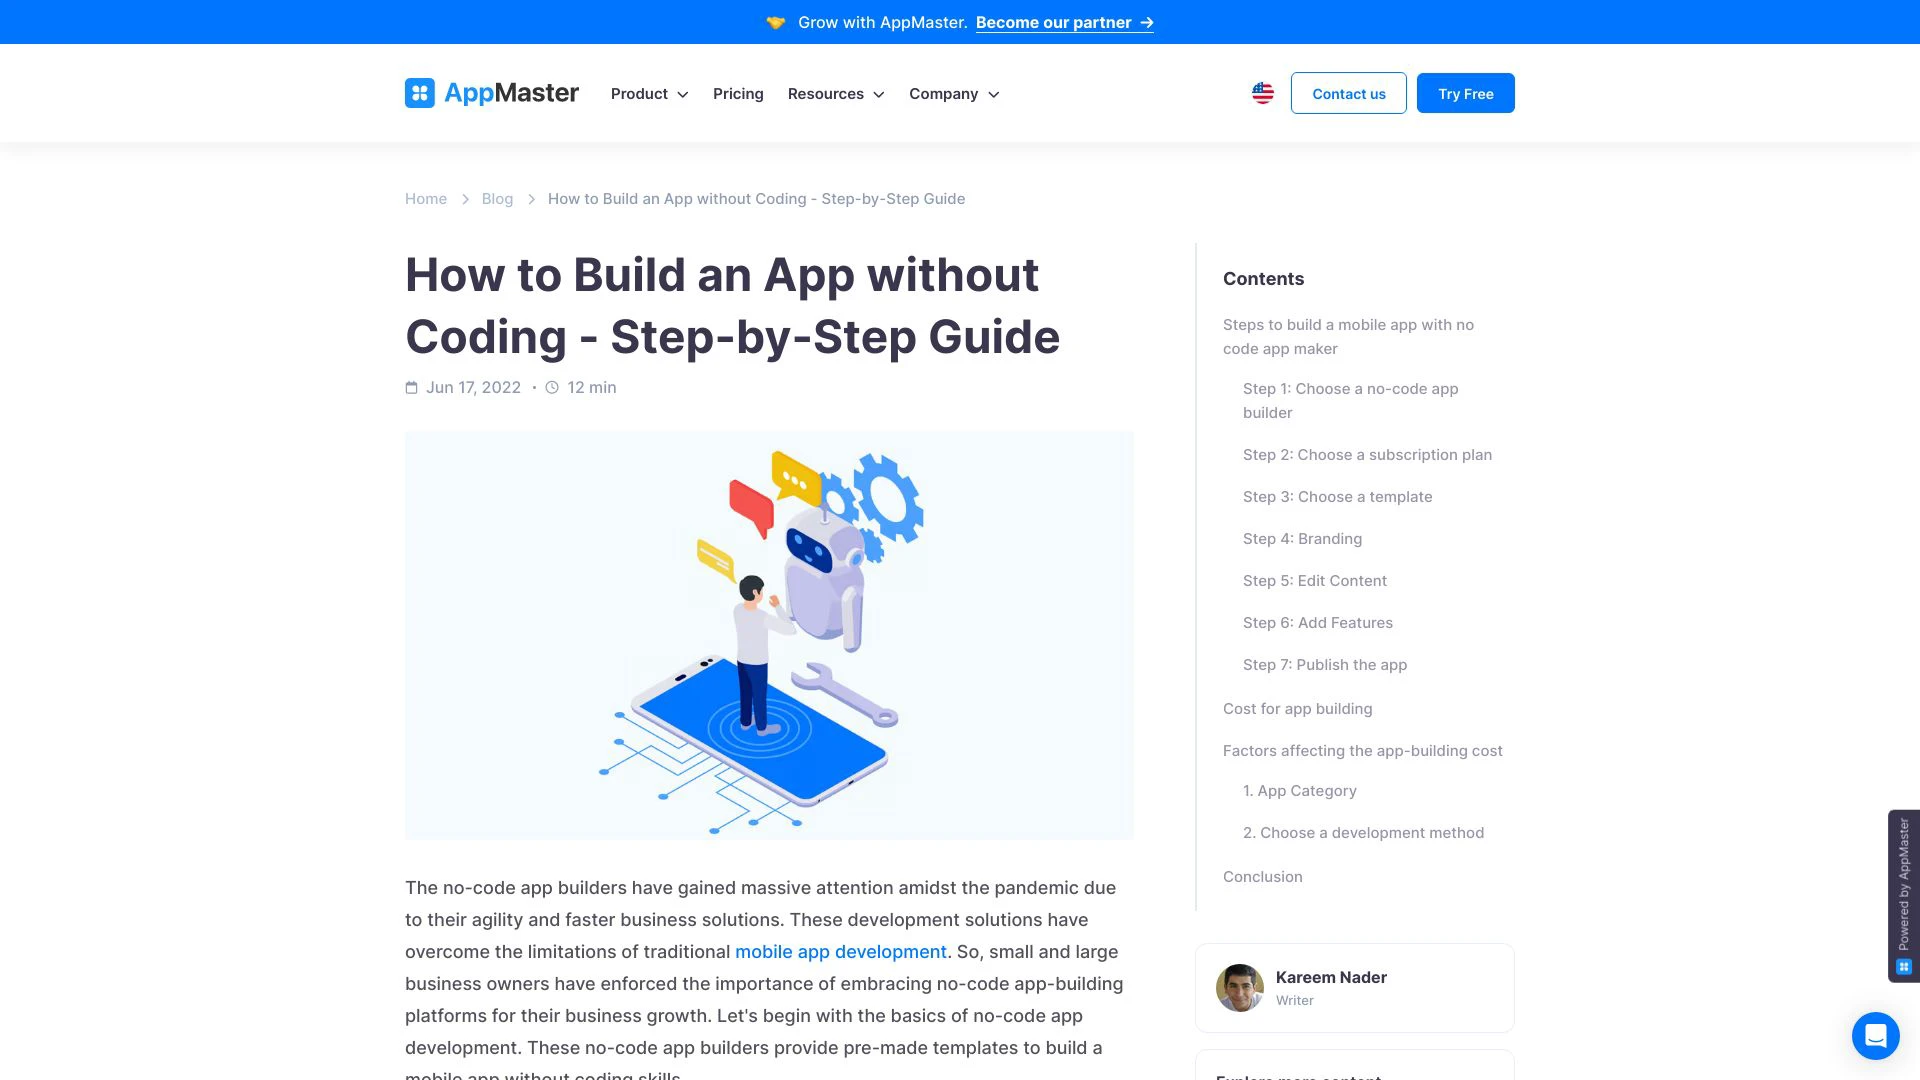 Grow with AppMaster. Become our partner →
AppMaster
Product
Pricing
Resources
Company
Contact us
Try Free
Home
Blog
How to Build an App without Coding - Step-by-Step Guide
How to Build an App without
Coding - Step-by-Step Guide
Jun 17, 2022 • 12 min
The no-code app builders have gained massive attention amidst the pandemic due
to their agility and faster business solutions. These development solutions have
overcome the limitations of traditional mobile app development. So, small and large
business owners have enforced the importance of embracing no-code app-building
platforms for their business growth. Let's begin with the basics of no-code app
development. These no-code app builders provide pre-made templates to build a
mobile app without coding skills.
Contents
Steps to build a mobile app with no
code app maker
Step 1: Choose a no-code app
builder
Step 2: Choose a subscription plan
Step 3: Choose a template
Step 4: Branding
Step 5: Edit Content
Step 6: Add Features
Step 7: Publish the app
Cost for app building
Factors affecting the app-building cost
1. App Category
2. Choose a development method
Conclusion
Kareem Nader
Writer
Explore more content
Powered by AppMaster